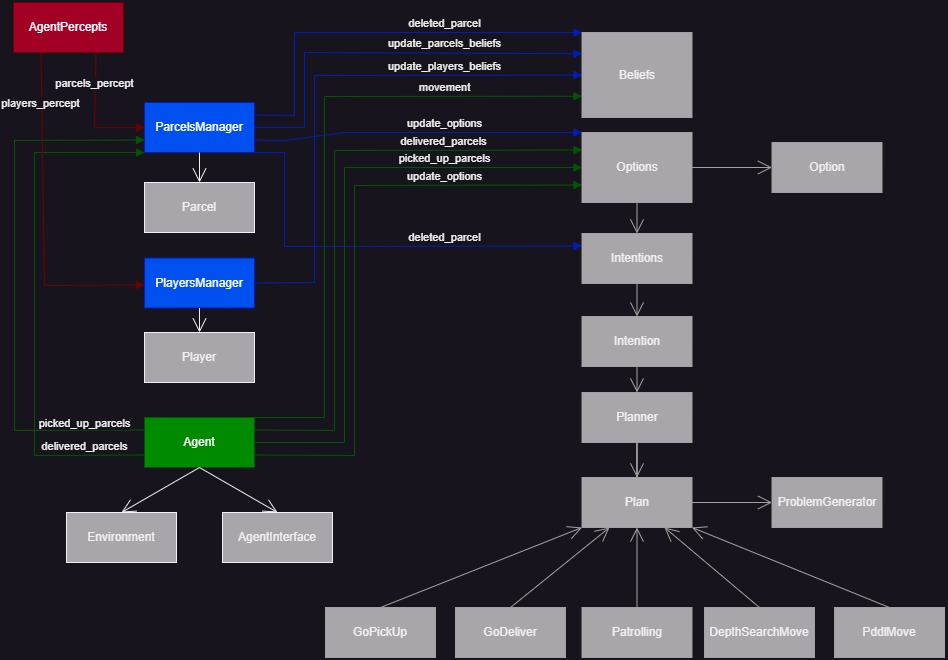 AgentPercepts
deleted_parcel
update_parcels_beliefs
update_players_beliefs
movement
Beliefs
parcels_percept
players_percept
ParcelsManager
update_options
delivered_parcels
picked_up_parcels
update_options
Options
Option
Parcel
deleted_parcel
Intentions
PlayersManager
Intention
Player
Planner
picked_up_parcels
delivered_parcels
Agent
Plan
ProblemGenerator
Environment
AgentInterface
GoPickUp
GoDeliver
Patrolling
DepthSearchMove
PddlMove